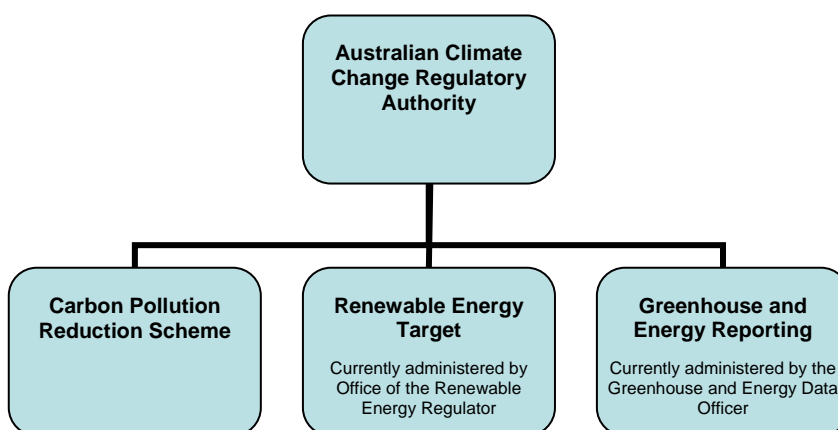 Australian Climate
Change Regulatory
Authority
Carbon Pollution
Reduction Scheme
Renewable Energy
Target
Currently administered by
Office of the Renewable
Energy Regulator
Greenhouse and
Energy Reporting
Currently administered by the
Greenhouse and Energy Data
Officer